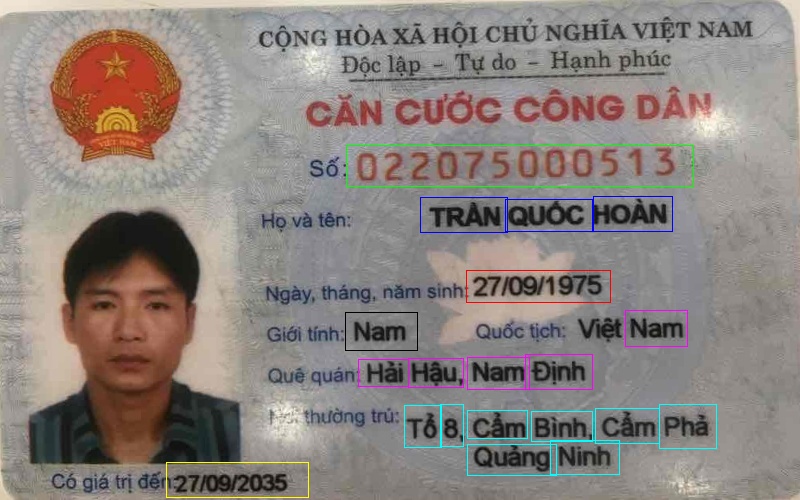 CỘNG HÒA XÃ HỘI CHỦ NGHĨA VIỆT NAM
Độc lập - Tự do - Hạnh phúc
CĂN CƯỚC CÔNG DÂN
Số: 022075000513
Họ và tên: TRẦN QUỐC HOÀN
Ngày, tháng, năm sinh: 27/09/1975
Giới tính: Nam Quốc tịch: Việt Nam
Quê quán: Hải Hậu, Nam Định
Nơi thường trú: Tổ 8, Cẩm Bình, Cẩm Phả
Quảng Ninh
Có giá trị đến: 27/09/2035
VIỆT NAM